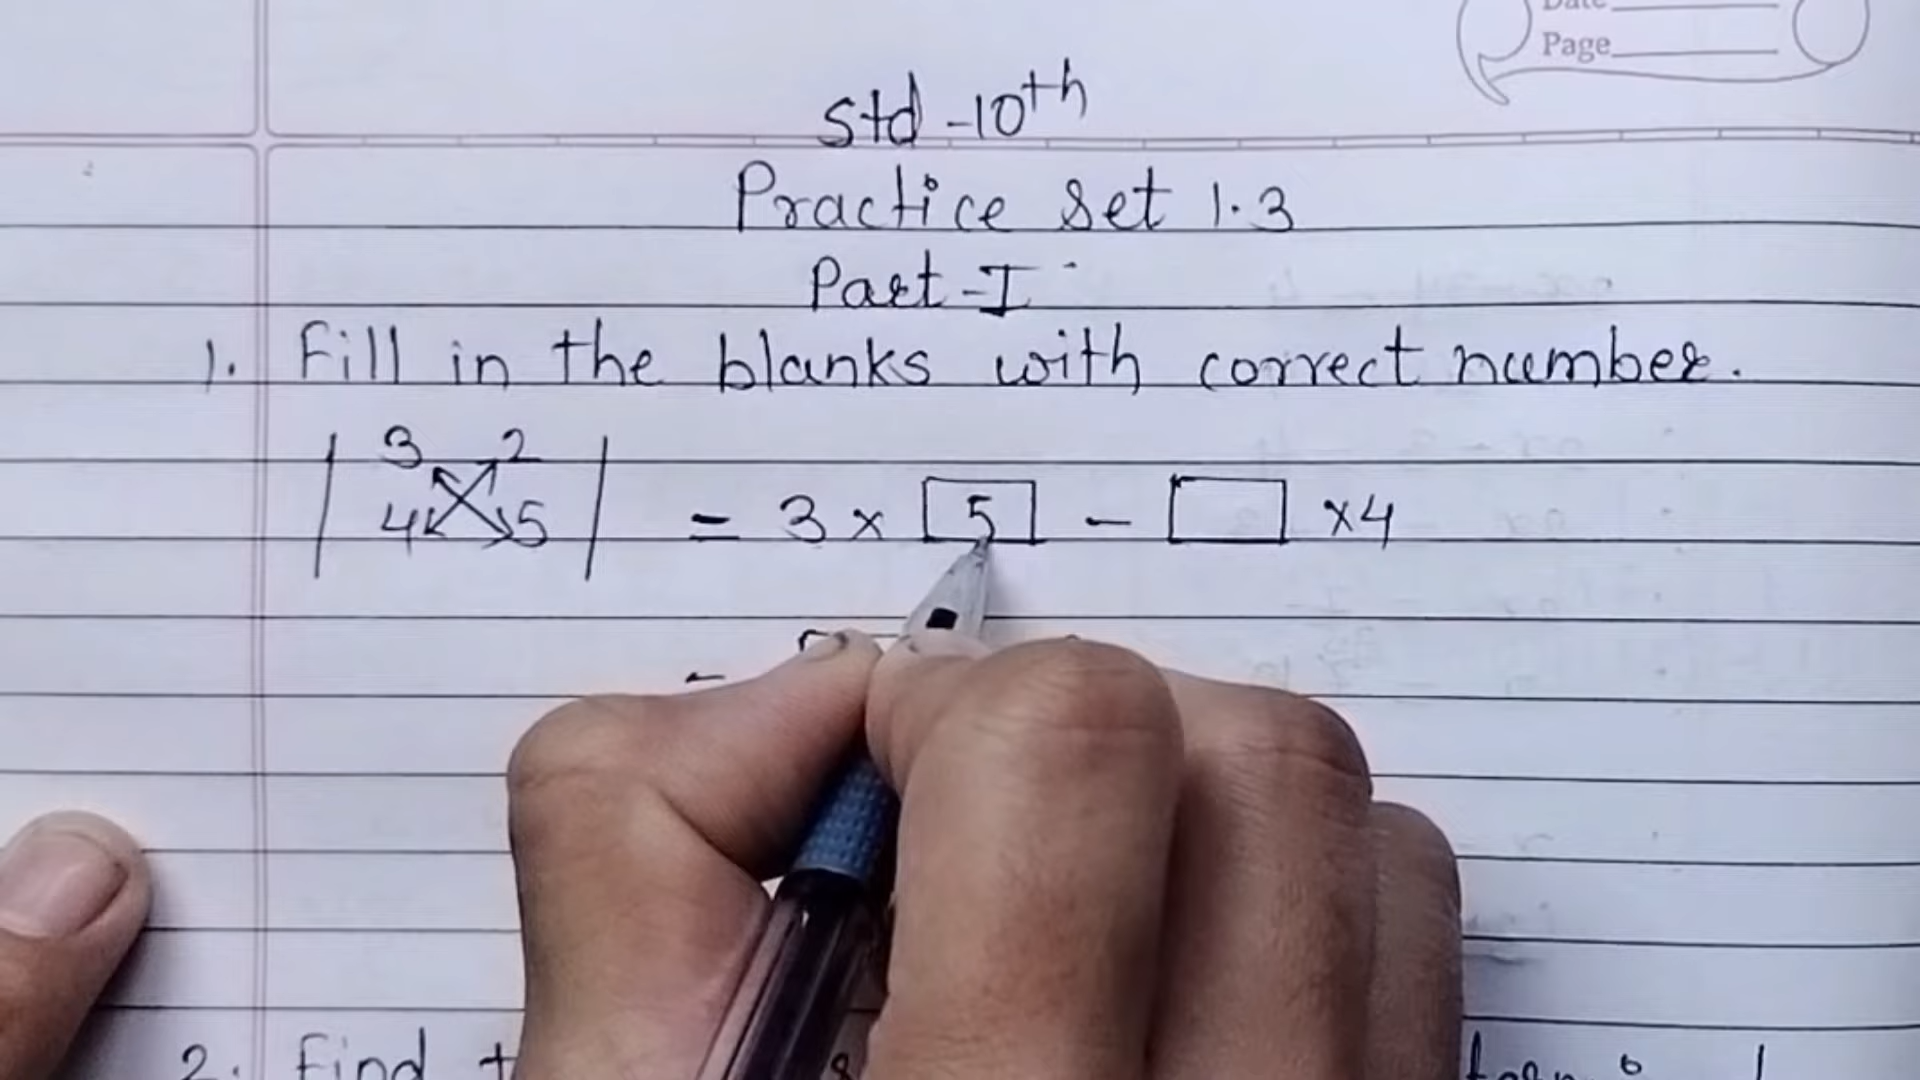 Date
Page
Std -10th
Practice Set 1.3
Part -I
1. Fill in the blanks with correct number.
3 2
4 5 = 3 × 5 − ×4
2. Find